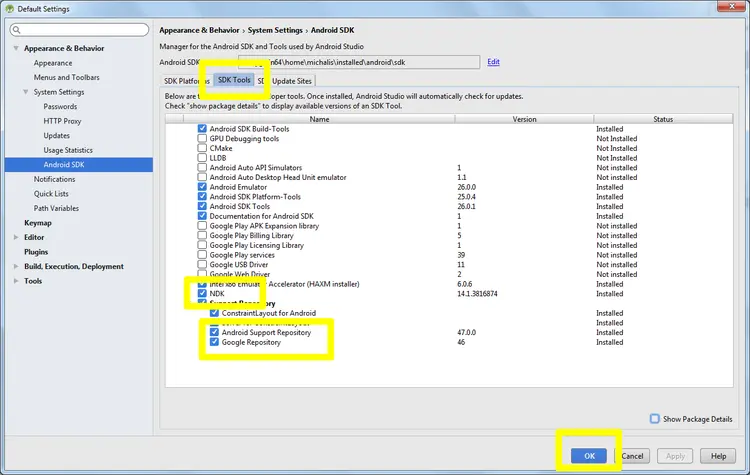 Default Settings
Appearance & Behavior › System Settings › Android SDK
Manager for the Android SDK and Tools used by Android Studio
Android SDK \home\michalis\installed\android\sdk Edit
SDK Platforms SDK Tools SDK Update Sites
Below are the oper tools. Once installed, Android Studio will automatically check for updates.
Check "show package details" to display available versions of an SDK Tool.
Name Version Status
Android SDK Build-Tools Installed
GPU Debugging tools Not Installed
CMake Not Installed
LLDB Not Installed
Android Auto API Simulators 1 Not installed
Android Auto Desktop Head Unit emulator 1.1 Not installed
Android Emulator 26.0.0 Installed
Android SDK Platform-Tools 25.0.4 Installed
Android SDK Tools 26.0.1 Installed
Documentation for Android SDK 1 Installed
Google Play APK Expansion library 1 Not installed
Google Play Billing Library 5 Not installed
Google Play Licensing Library 1 Not installed
Google Play services 39 Not installed
Google USB Driver 11 Not installed
Google Web Driver 2 Not installed
Intel x86 Emulator Accelerator (HAXM installer) 6.0.6 Installed
NDK 14.1.3816874 Installed
Support Repository
ConstraintLayout for Android Installed
Solver for ConstraintLayout Installed
Android Support Repository 47.0.0 Installed
Google Repository 46 Installed
Show Package Details
Appearance & Behavior
Appearance
Menus and Toolbars
System Settings
Passwords
HTTP Proxy
Updates
Usage Statistics
Android SDK
Notifications
Quick Lists
Path Variables
Keymap
Editor
Plugins
Build, Execution, Deployment
Tools
OK Cancel Apply Help